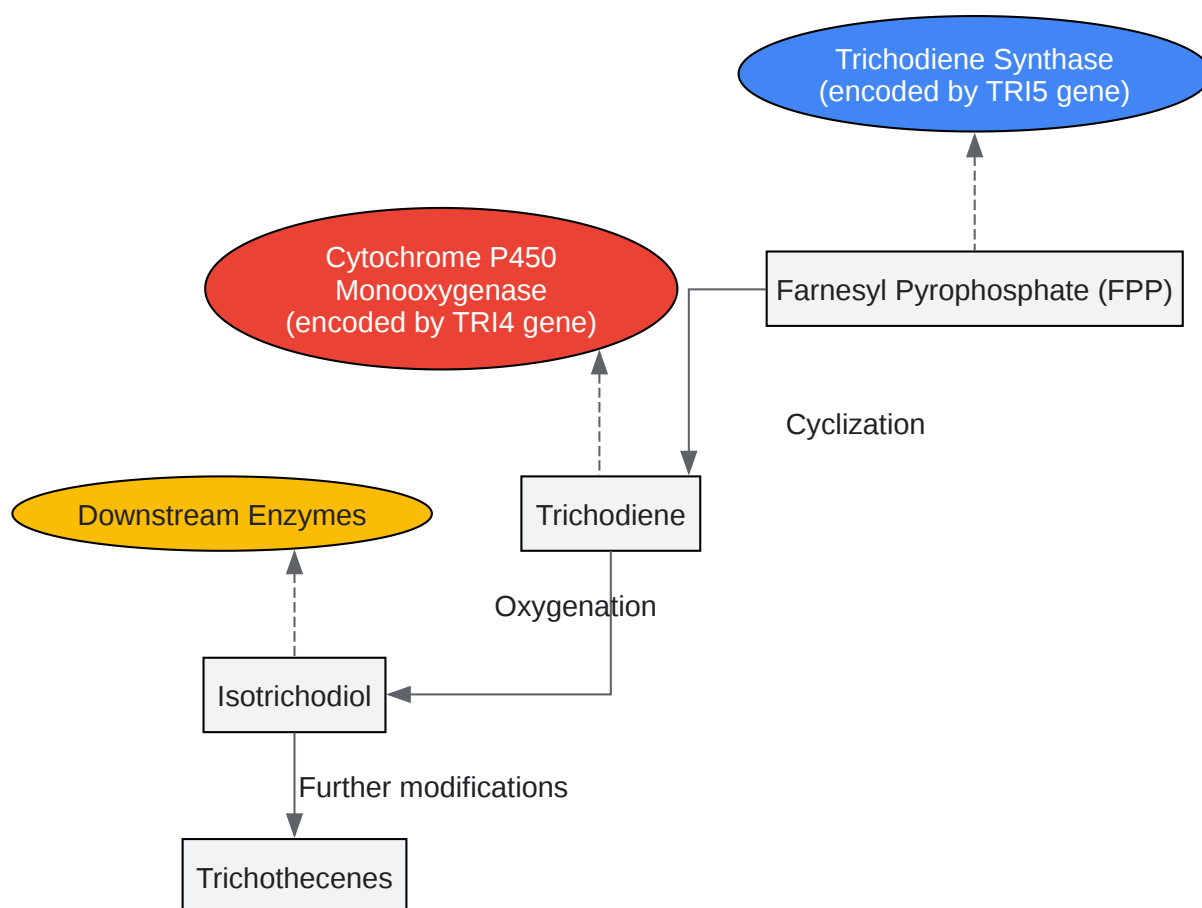 Trichodiene Synthase
(encoded by TRI5 gene)
Cytochrome P450
Monooxygenase
(encoded by TRI4 gene)
Farnesyl Pyrophosphate (FPP)
Cyclization
Trichodiene
Downstream Enzymes
Oxygenation
Isotrichodiol
Further modifications
Trichothecenes